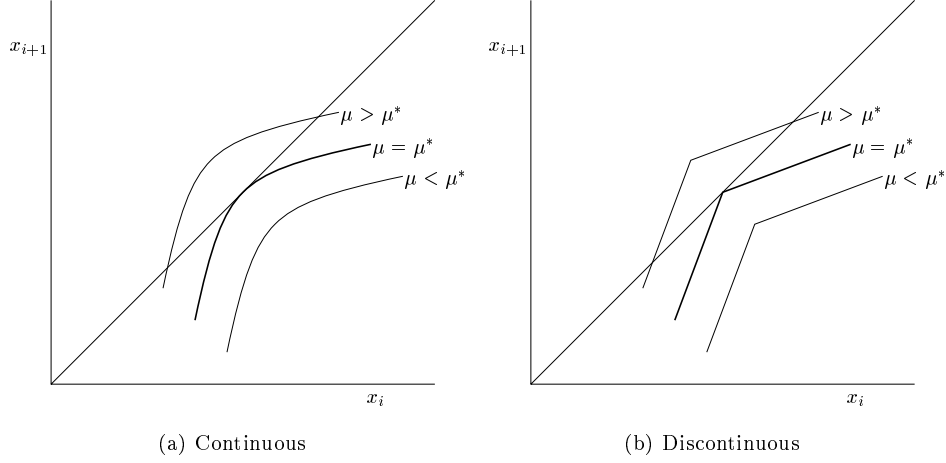 x_{i+1}
μ > μ*
μ = μ*
μ < μ*
x_i
(a) Continuous
x_{i+1}
μ > μ*
μ = μ*
μ < μ*
x_i
(b) Discontinuous